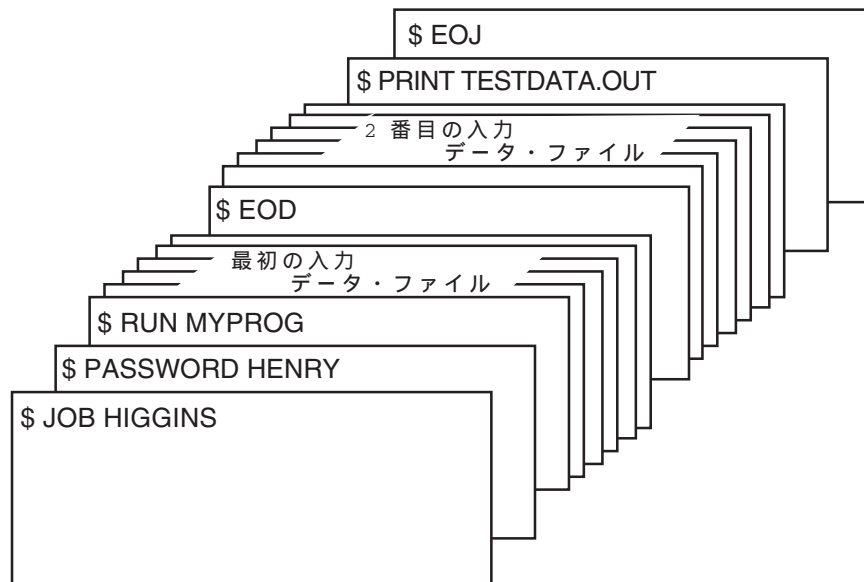 $ EOJ
$ PRINT TESTDATA.OUT
2 番目の入力
データ・ファイル
$ EOD
最初の入力
データ・ファイル
$ RUN MYPROG
$ PASSWORD HENRY
$ JOB HIGGINS